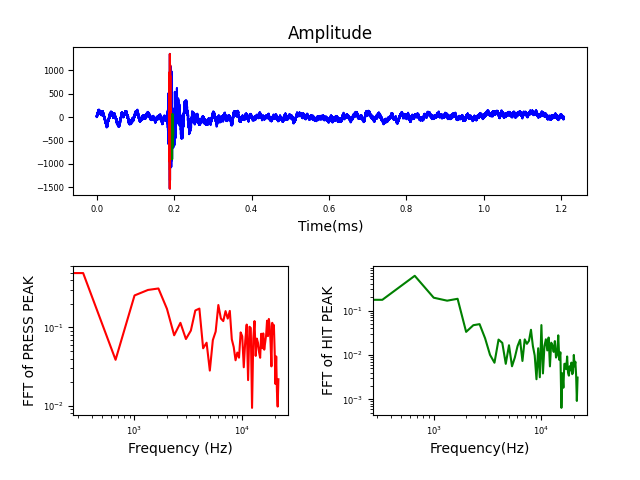 Amplitude
1000
500
0
−500
−1000
−1500
0.0 0.2 0.4 0.6 0.8 1.0 1.2
Time(ms)
FFT of PRESS PEAK
10⁻¹
10⁻²
10³ 10⁴
Frequency (Hz)
FFT of HIT PEAK
10⁻¹
10⁻²
10⁻³
10³ 10⁴
Frequency(Hz)